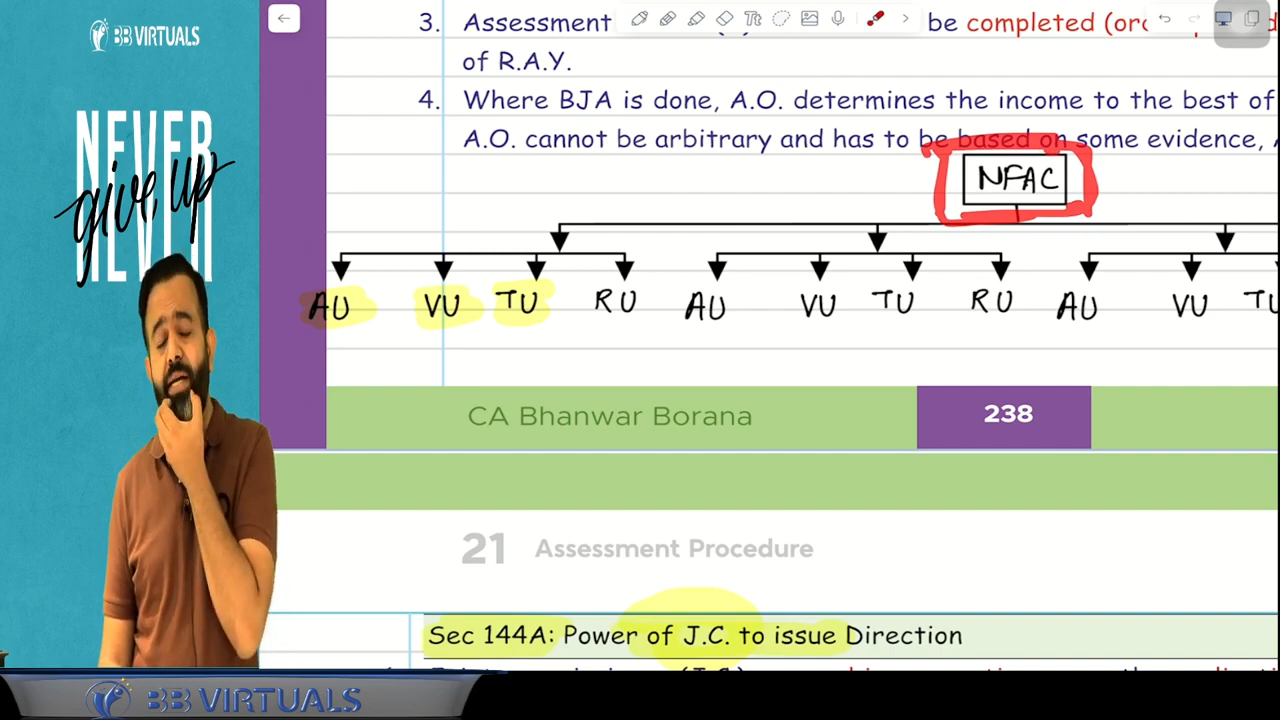 BB VIRTUALS
NEVER
give up
NEVER
3. Assessment be completed
of R.A.Y.
4. Where BJA is done, A.O. determines the income to the best of
A.O. cannot be arbitrary and has to be based on some evidence,
NFAC
AU VU TU RU AU VU TU RU AU VU TU
CA Bhanwar Borana 238
21 Assessment Procedure
Sec 144A: Power of J.C. to issue Direction
BB VIRTUALS